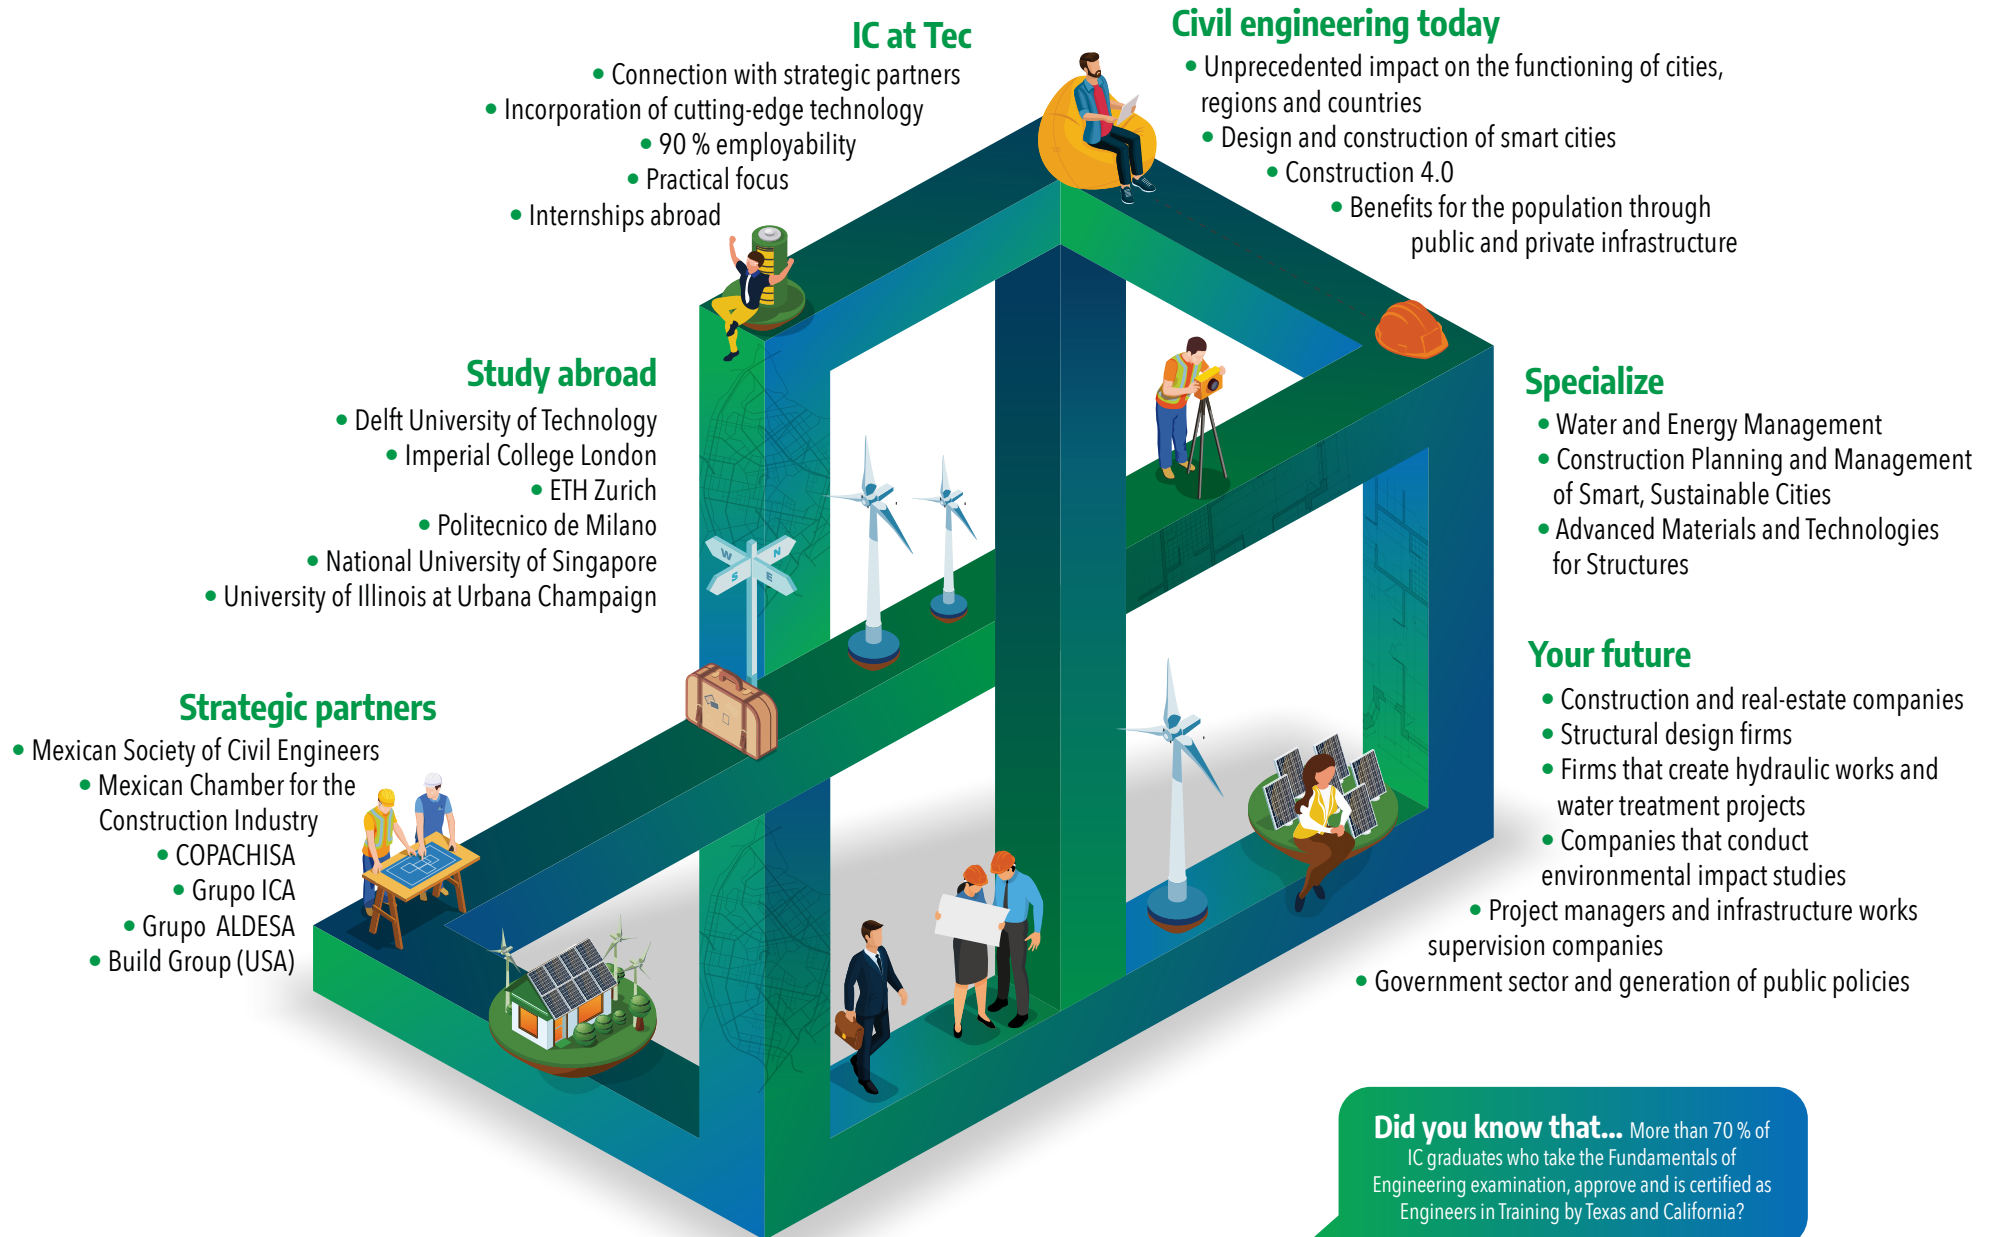 IC at Tec
• Connection with strategic partners
• Incorporation of cutting-edge technology
• 90 % employability
• Practical focus
• Internships abroad
Civil engineering today
• Unprecedented impact on the functioning of cities,
regions and countries
• Design and construction of smart cities
• Construction 4.0
• Benefits for the population through
public and private infrastructure
Study abroad
• Delft University of Technology
• Imperial College London
• ETH Zurich
• Politecnico de Milano
• National University of Singapore
• University of Illinois at Urbana Champaign
W
N
S
E
Specialize
• Water and Energy Management
• Construction Planning and Management
of Smart, Sustainable Cities
• Advanced Materials and Technologies
for Structures
Strategic partners
• Mexican Society of Civil Engineers
• Mexican Chamber for the
Construction Industry
• COPACHISA
• Grupo ICA
• Grupo ALDESA
• Build Group (USA)
Your future
• Construction and real-estate companies
• Structural design firms
• Firms that create hydraulic works and
water treatment projects
• Companies that conduct
environmental impact studies
• Project managers and infrastructure works
supervision companies
• Government sector and generation of public policies
Did you know that... More than 70 % of
IC graduates who take the Fundamentals of
Engineering examination, approve and is certified as
Engineers in Training by Texas and California?